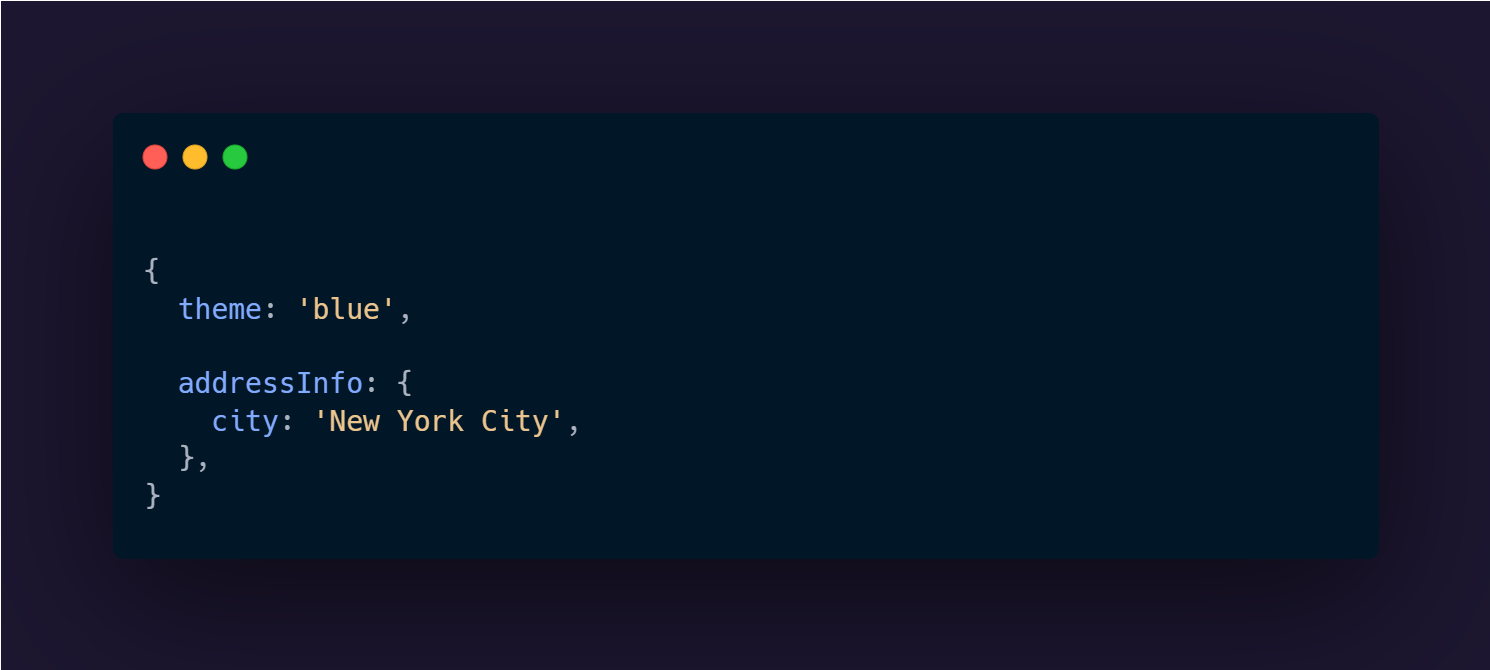 {
  theme: 'blue',
  addressInfo: {
    city: 'New York City',
  },
}